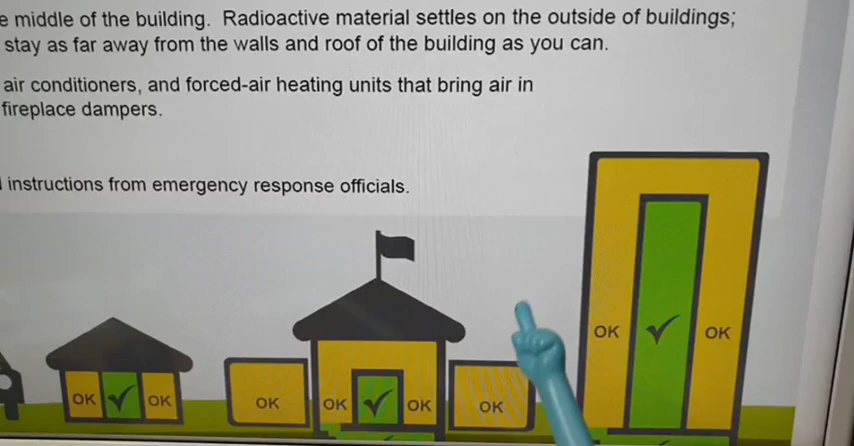 e middle of the building. Radioactive material settles on the outside of buildings;
stay as far away from the walls and roof of the building as you can.
air conditioners, and forced-air heating units that bring air in
fireplace dampers.
instructions from emergency response officials.
OK OK
OK OK
OK
OK OK
OK